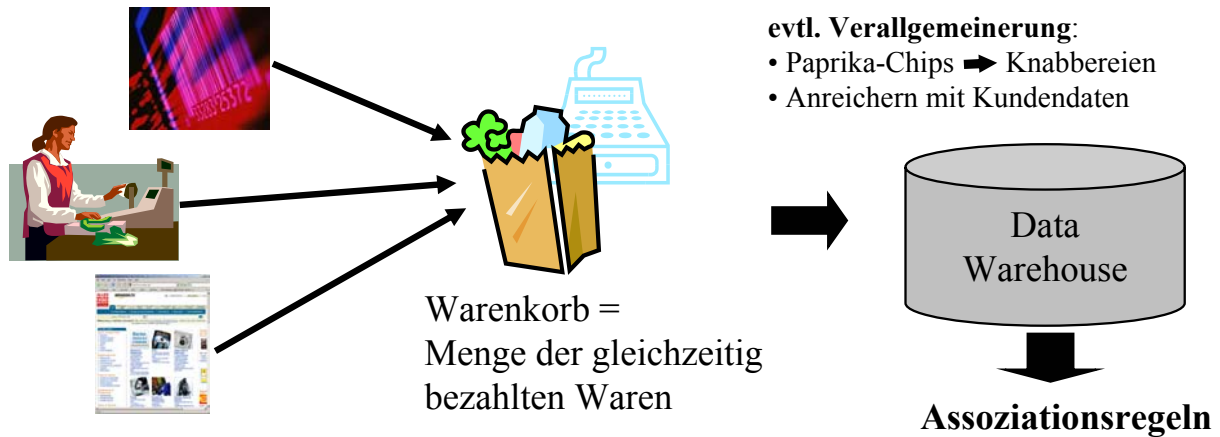 evtl. Verallgemeinerung:
• Paprika-Chips ➡ Knabbereien
• Anreichern mit Kundendaten
Warenkorb =
Menge der gleichzeitig
bezahlten Waren
Data
Warehouse
Assoziationsregeln